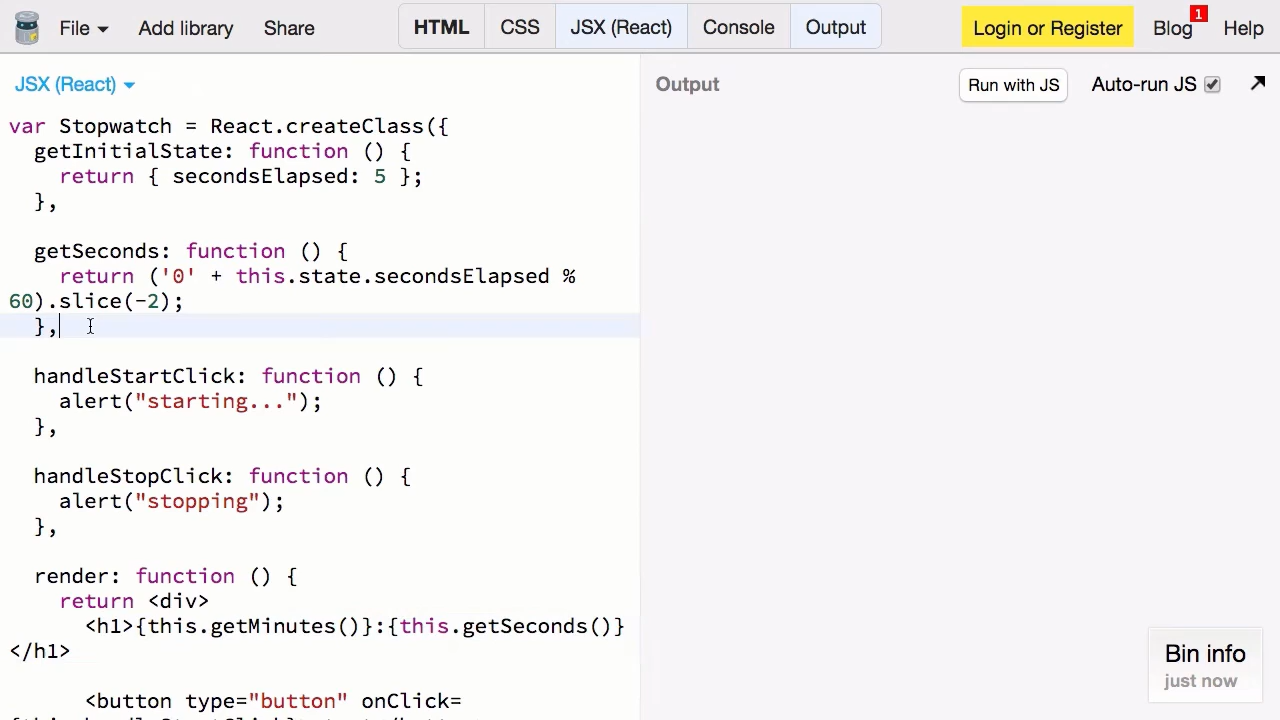 File Add library Share HTML CSS JSX (React) Console Output Login or Register Blog 1 Help
JSX (React)
Output Run with JS Auto-run JS
var Stopwatch = React.createClass({
getInitialState: function () {
return { secondsElapsed: 5 };
},
getSeconds: function () {
return ('0' + this.state.secondsElapsed %
60).slice(-2);
},
handleStartClick: function () {
alert("starting...");
},
handleStopClick: function () {
alert("stopping");
},
render: function () {
return <div>
<h1>{this.getMinutes()}:{this.getSeconds()}
</h1>
<button type="button" onClick=
Bin info
just now